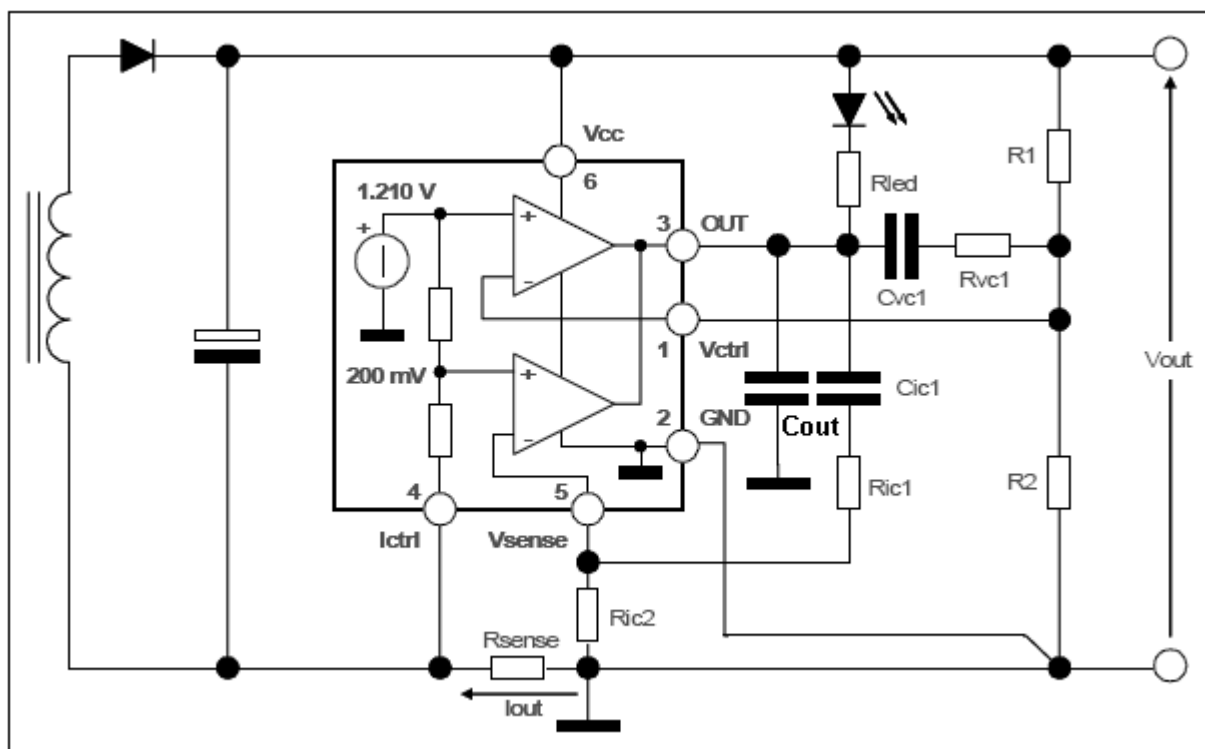 Vcc
6
R1
1.210 V
Rled
+
+
3
OUT
−
Cvc1
Rvc1
1
Vctrl
Vout
200 mV
+
2
GND
Cic1
Cout
−
4
5
Ric1
R2
Ictrl
Vsense
Ric2
Rsense
Iout